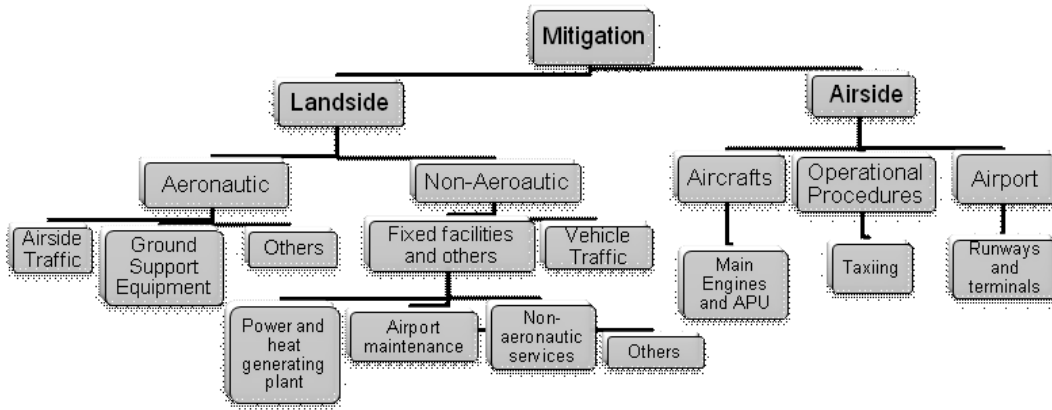 Mitigation
Landside
Airside
Aeronautic
Non-Aeroautic
Aircrafts
Operational
Procedures
Airport
Airside
Traffic
Ground
Support
Equipment
Others
Fixed facilities
and others
Vehicle
Traffic
Main
Engines
and APU
Taxiing
Runways
and
terminals
Power and
heat
generating
plant
Airport
maintenance
Non-
aeronautic
services
Others